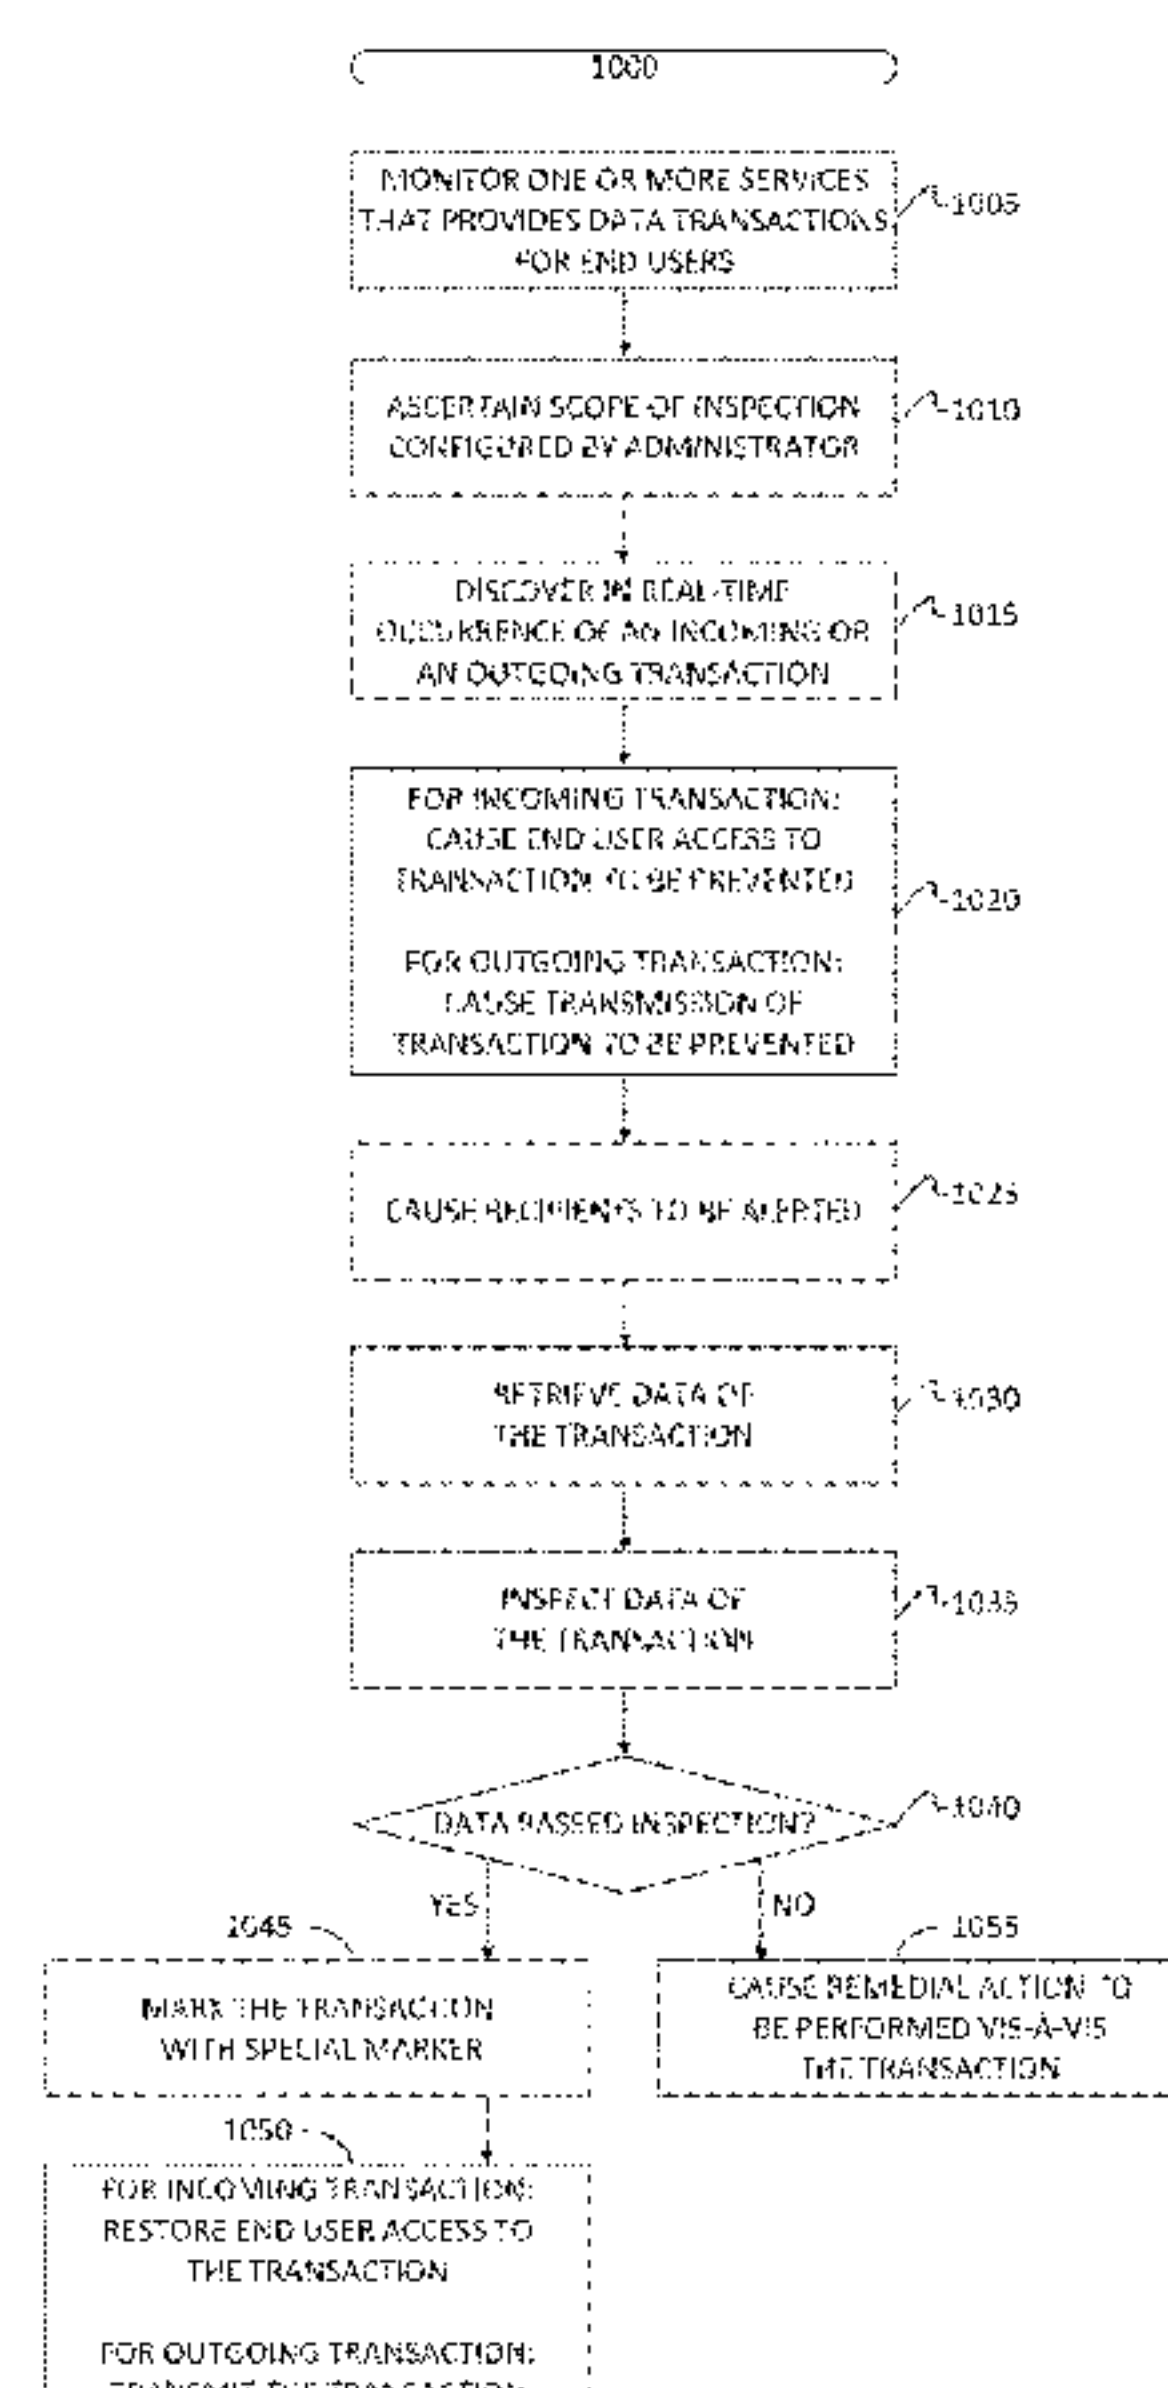 1000
MONITOR ONE OR MORE SERVICES
THAT PROVIDES DATA TRANSACTIONS
FOR END USERS
1005
ASCERTAIN SCOPE OF INSPECTION
CONFIGURED BY ADMINISTRATOR
1010
DISCOVER IN REAL-TIME
OCCURRENCE OF AN INCOMING OR
AN OUTGOING TRANSACTION
1015
FOR INCOMING TRANSACTION:
CAUSE END USER ACCESS TO
TRANSACTION TO BE PREVENTED
FOR OUTGOING TRANSACTION:
CAUSE TRANSMISSION OF
TRANSACTION TO BE PREVENTED
1020
CAUSE RECIPIENTS TO BE ALERTED
1025
RETRIEVE DATA OF
THE TRANSACTION
1030
INSPECT DATA OF
THE TRANSACTION
1035
DATA PASSED INSPECTION?
1040
YES
NO
1045
MARK THE TRANSACTION
WITH SPECIAL MARKER
1055
CAUSE REMEDIAL ACTION TO
BE PERFORMED VIS-À-VIS
THE TRANSACTION
1050
FOR INCOMING TRANSACTION:
RESTORE END USER ACCESS TO
THE TRANSACTION
FOR OUTGOING TRANSACTION:
TRANSMIT THE TRANSACTION